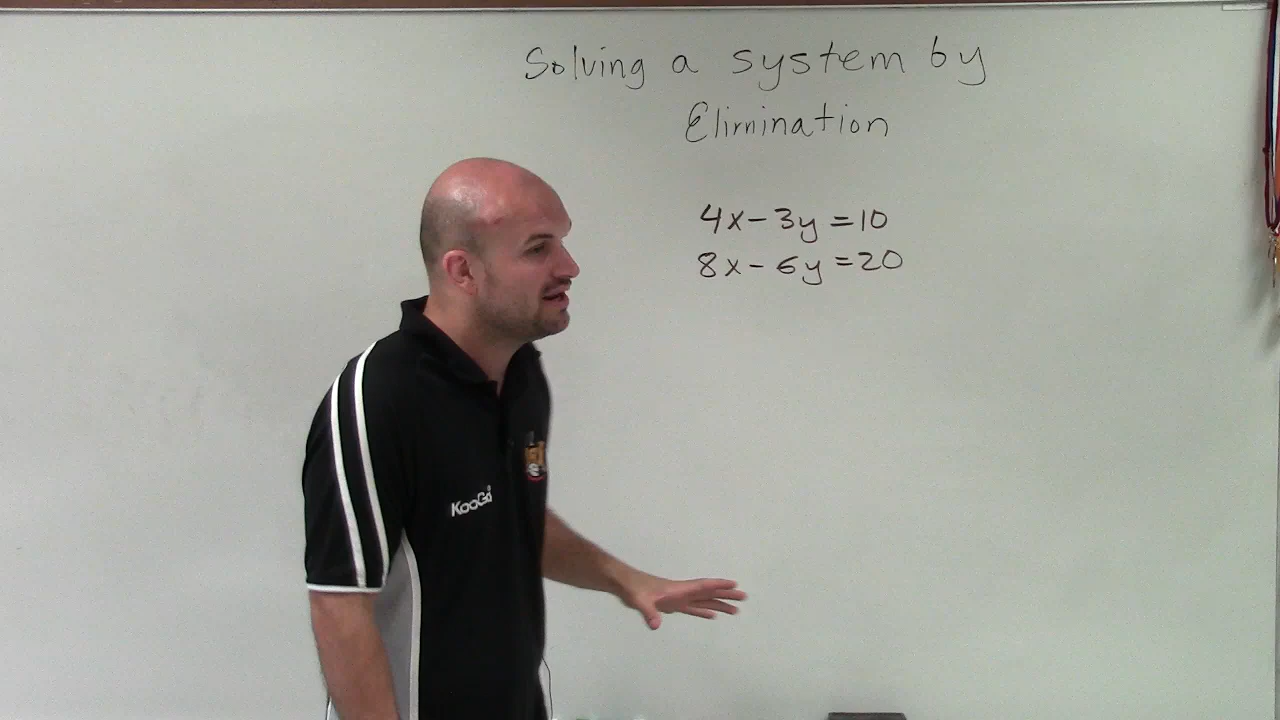 Solving a system by
Elimination
4x-3y=10
8x-6y=20
KooGa